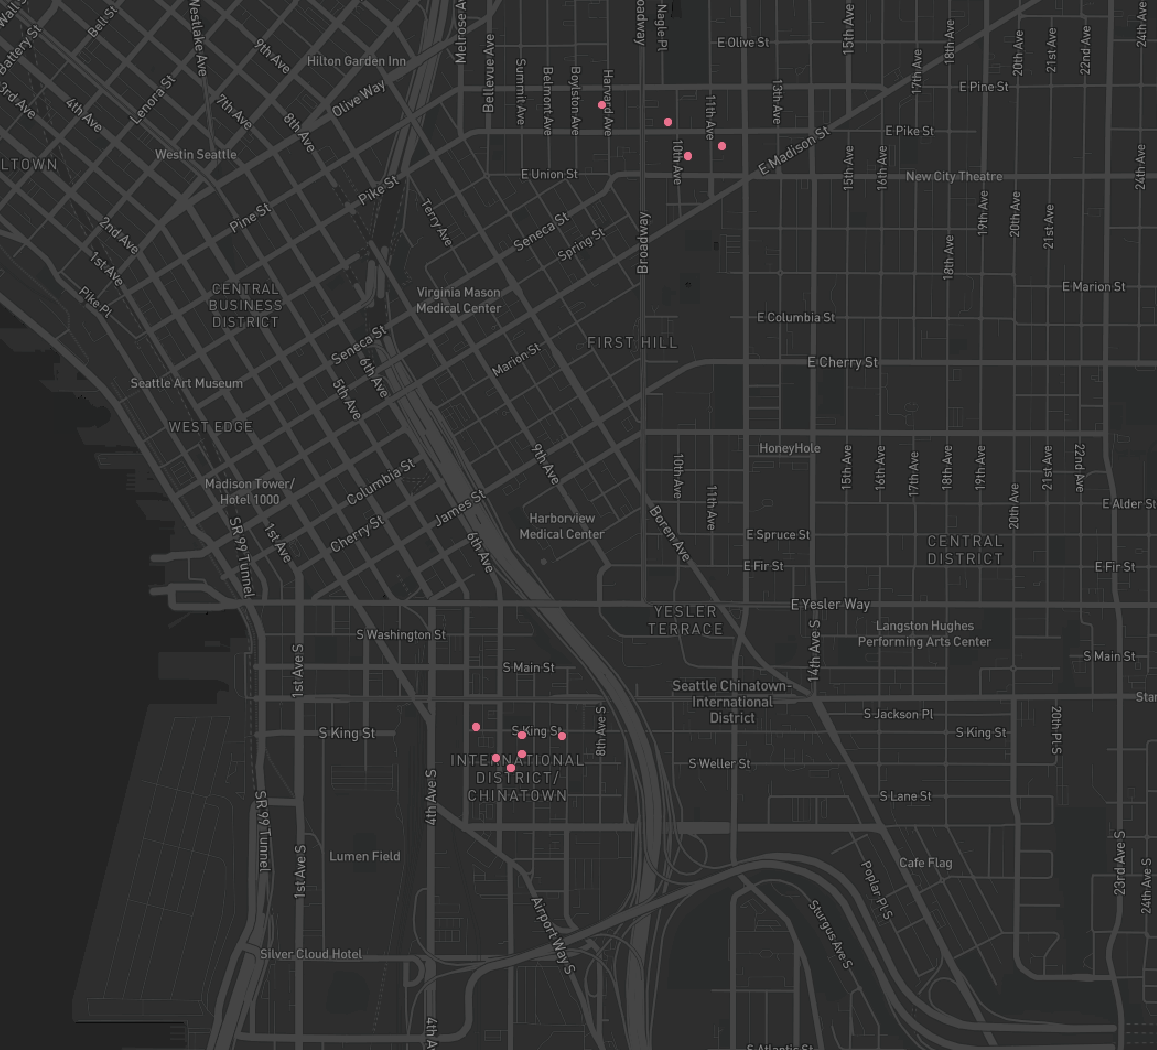 Bell St
Westlake Ave
Battery St
3rd Ave
4th Ave
Lenora St
7th Ave
9th Ave
8th Ave
Hilton Garden Inn
Olive Way
Bellevue Ave
Summit Ave
Belmont Ave
Boylston Ave
Harvard Ave
Nagle Pl
E Olive St
15th Ave
13th Ave
11th Ave
10th Ave
17th Ave
18th Ave
20th Ave
21st Ave
22nd Ave
24th Ave
E Pine St
E Pike St
E Madison St
Westin Seattle
Pike St
Pine St
Terry Ave
E Union St
Seneca St
Spring St
Broadway
15th Ave
16th Ave
New City Theatre
24th Ave
19th Ave
20th Ave
21st Ave
18th Ave
2nd Ave
1st Ave
Pike Pl
CENTRAL
BUSINESS
DISTRICT
Virginia Mason
Medical Center
E Marion St
E Columbia St
FIRST HILL
Seneca St
6th Ave
5th Ave
Marion St
E Cherry St
Seattle Art Museum
WEST EDGE
Madison Tower/
Hotel 1000
Columbia St
Cherry St
James St
9th Ave
HoneyHole
10th Ave
11th Ave
15th Ave
16th Ave
17th Ave
18th Ave
19th Ave
20th Ave
21st Ave
22nd Ave
E Alder St
SR 99 Tunnel
1st Ave
6th Ave
Harborview
Medical Center
Boren Ave
E Spruce St
E Fir St
CENTRAL
DISTRICT
E Fir St
YESLER
TERRACE
E Yesler Way
Langston Hughes
Performing Arts Center
14th Ave S
S Washington St
S Main St
S Main St
1st Ave S
Seattle Chinatown-
International
District
S Jackson Pl
S King St
S King St
S King St
8th Ave S
20th Pl S
INTERNATIONAL
DISTRICT/
CHINATOWN
S Weller St
S Lane St
4th Ave S
SR 99 Tunnel
1st Ave S
Lumen Field
Cafe Flag
Poplar Pl S
23rd Ave S
24th Ave S
Airport Way S
Sturgus Ave S
Silver Cloud Hotel
S Atlantic St